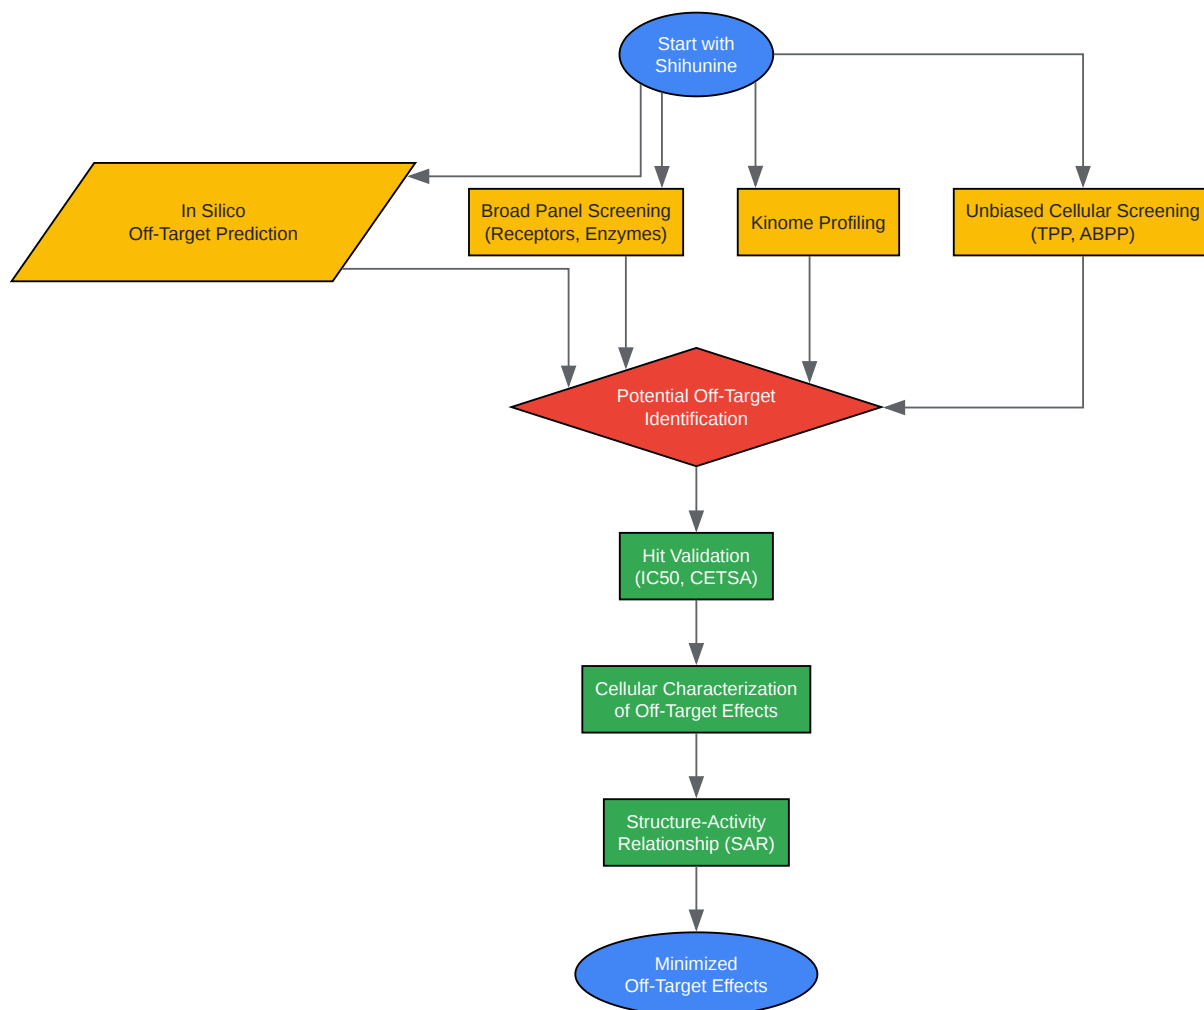 Start with
Shihunine
In Silico
Off-Target Prediction
Broad Panel Screening
(Receptors, Enzymes)
Kinome Profiling
Unbiased Cellular Screening
(TPP, ABPP)
Potential Off-Target
Identification
Hit Validation
(IC50, CETSA)
Cellular Characterization
of Off-Target Effects
Structure-Activity
Relationship (SAR)
Minimized
Off-Target Effects